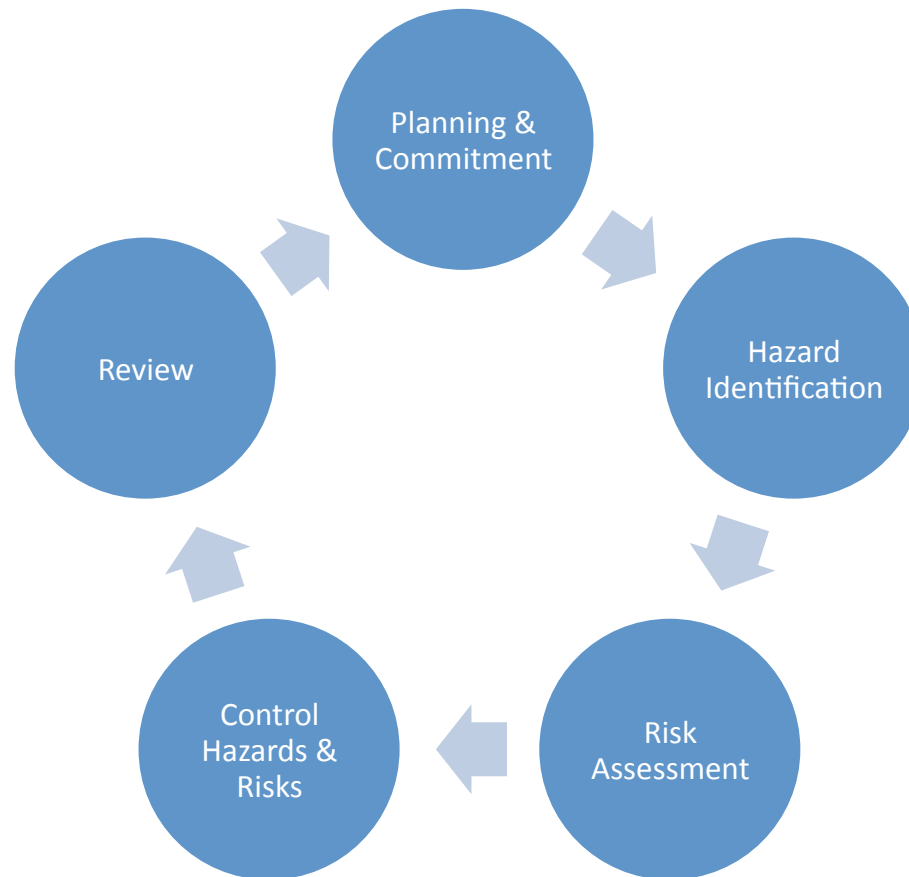 Planning &
Commitment
Hazard
Identification
Risk
Assessment
Control
Hazards &
Risks
Review